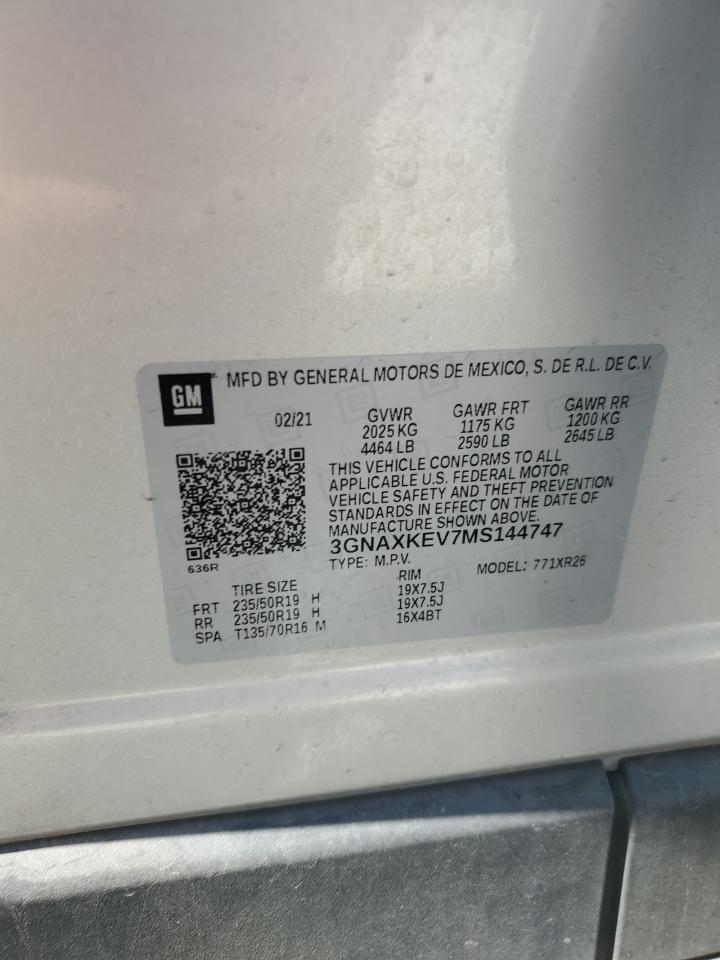 GM
MFD BY GENERAL MOTORS DE MEXICO, S. DE R.L. DE C.V.
02/21 GVWR GAWR FRT GAWR RR
2025 KG 1175 KG 1200 KG
4464 LB 2590 LB 2645 LB
THIS VEHICLE CONFORMS TO ALL
APPLICABLE U.S. FEDERAL MOTOR
VEHICLE SAFETY AND THEFT PREVENTION
STANDARDS IN EFFECT ON THE DATE OF
MANUFACTURE SHOWN ABOVE.
3GNAXKEV7MS144747
636R
TYPE: M.P.V. MODEL: 771XR26
TIRE SIZE RIM
FRT 235/50R19 H 19X7.5J
RR 235/50R19 H 19X7.5J
SPA T135/70R16 M 16X4BT